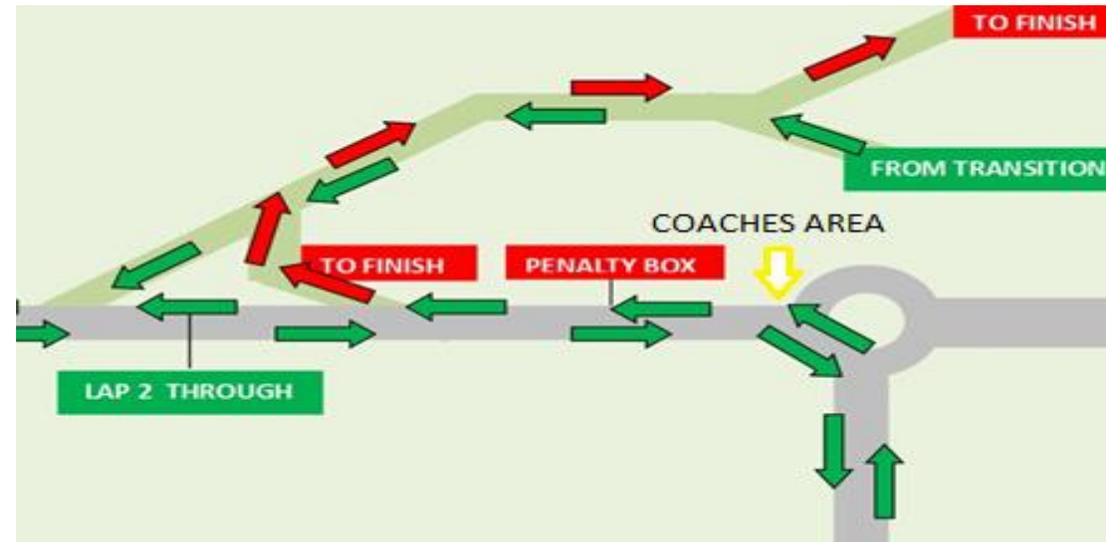 TO FINISH
FROM TRANSITION
COACHES AREA
TO FINISH
PENALTY BOX
LAP 2 THROUGH